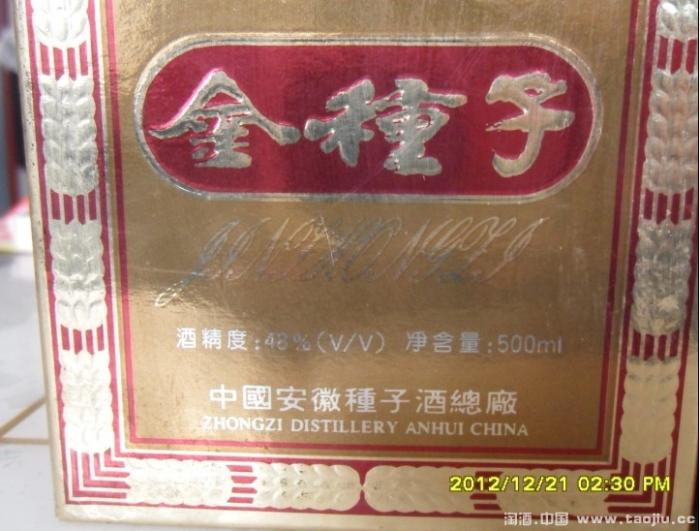 金種子
JINZHONGZI
酒精度:48%(V/V) 净含量:500ml
中國安徽種子酒總廠
ZHONGZI DISTILLERY ANHUI CHINA
2012/12/21 02:30 PM
淘酒.中国 www.taojiu.cc